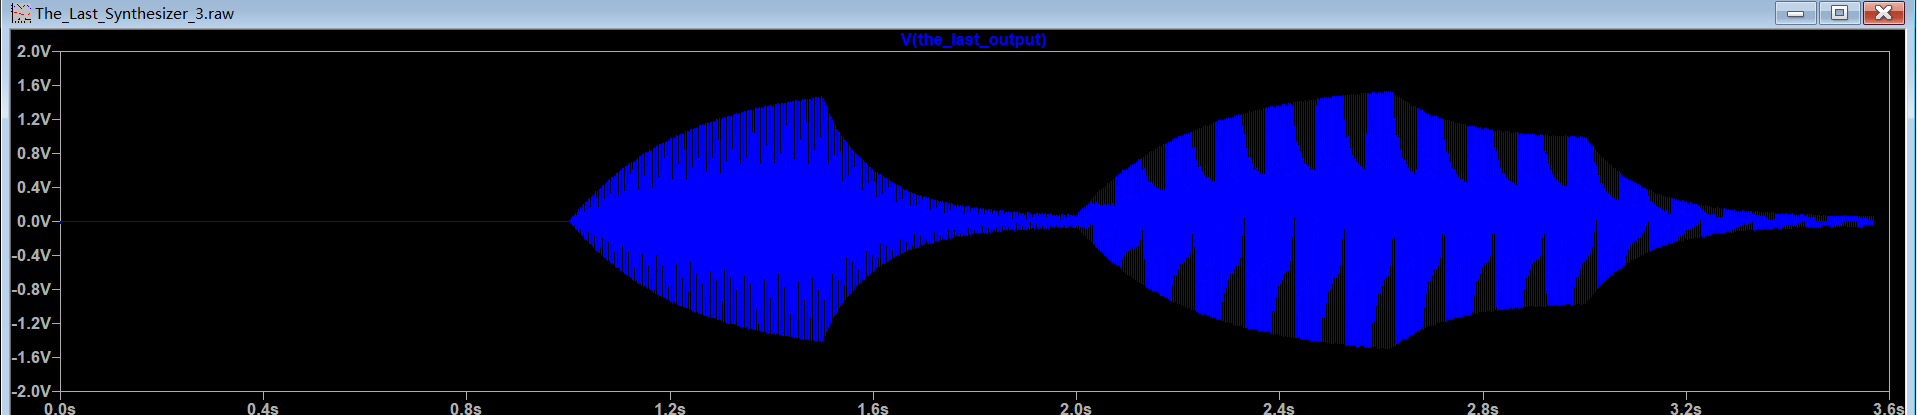 The_Last_Synthesizer_3.raw
V(the_last_output)
2.0V
1.6V
1.2V
0.8V
0.4V
0.0V
-0.4V
-0.8V
-1.2V
-1.6V
-2.0V
0.0s 0.4s 0.8s 1.2s 1.6s 2.0s 2.4s 2.8s 3.2s 3.6s